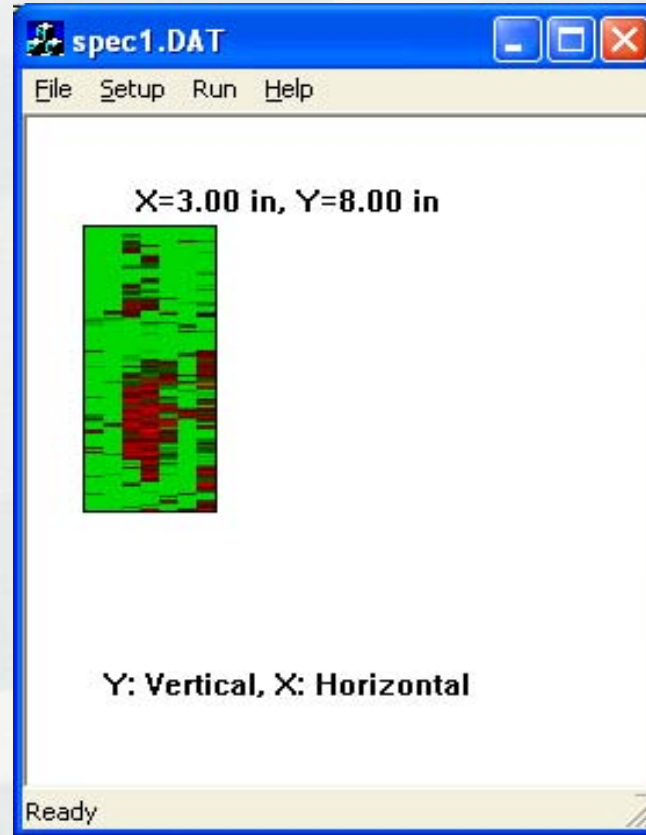 spec1.DAT
File Setup Run Help
X=3.00 in, Y=8.00 in
Y: Vertical, X: Horizontal
Ready